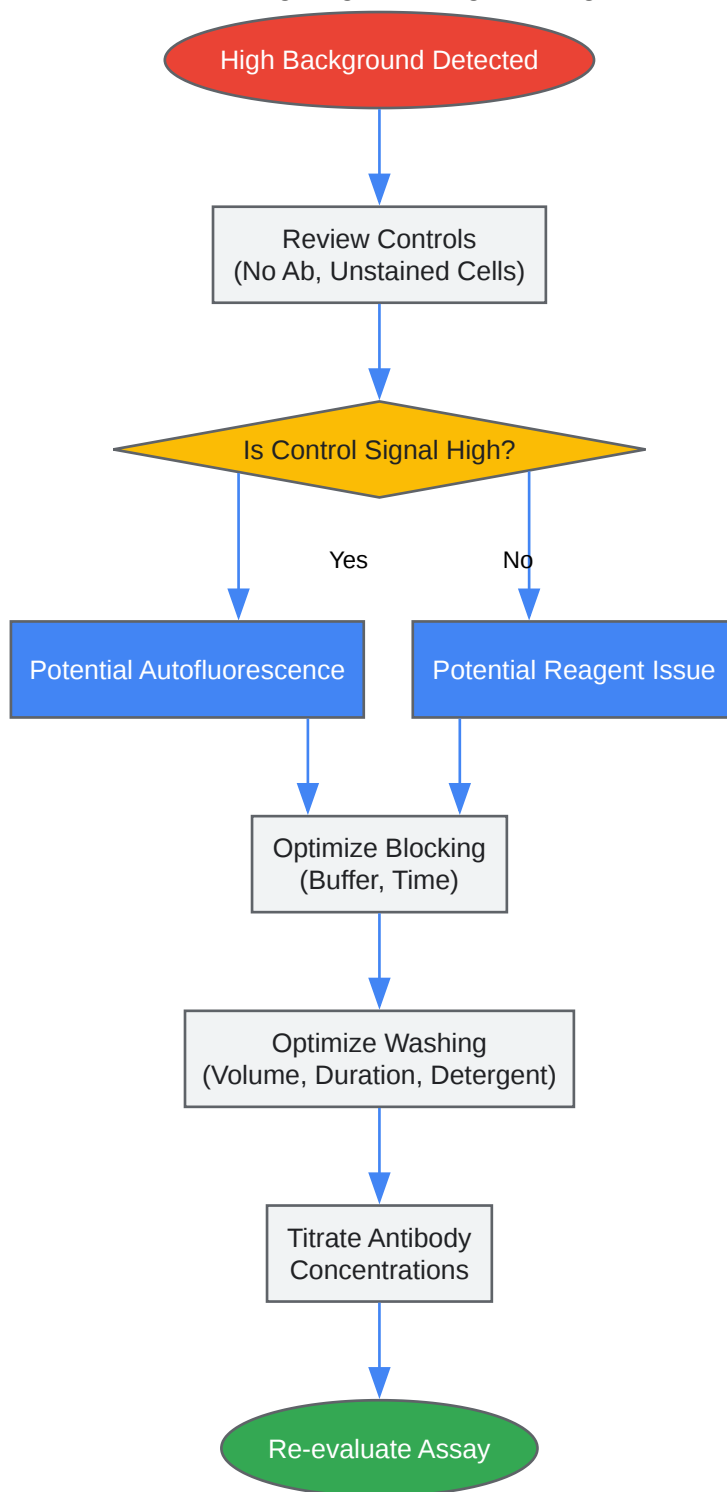 High Background Detected
Review Controls
(No Ab, Unstained Cells)
Is Control Signal High?
Yes
No
Potential Autofluorescence
Potential Reagent Issue
Optimize Blocking
(Buffer, Time)
Optimize Washing
(Volume, Duration, Detergent)
Titrate Antibody
Concentrations
Re-evaluate Assay